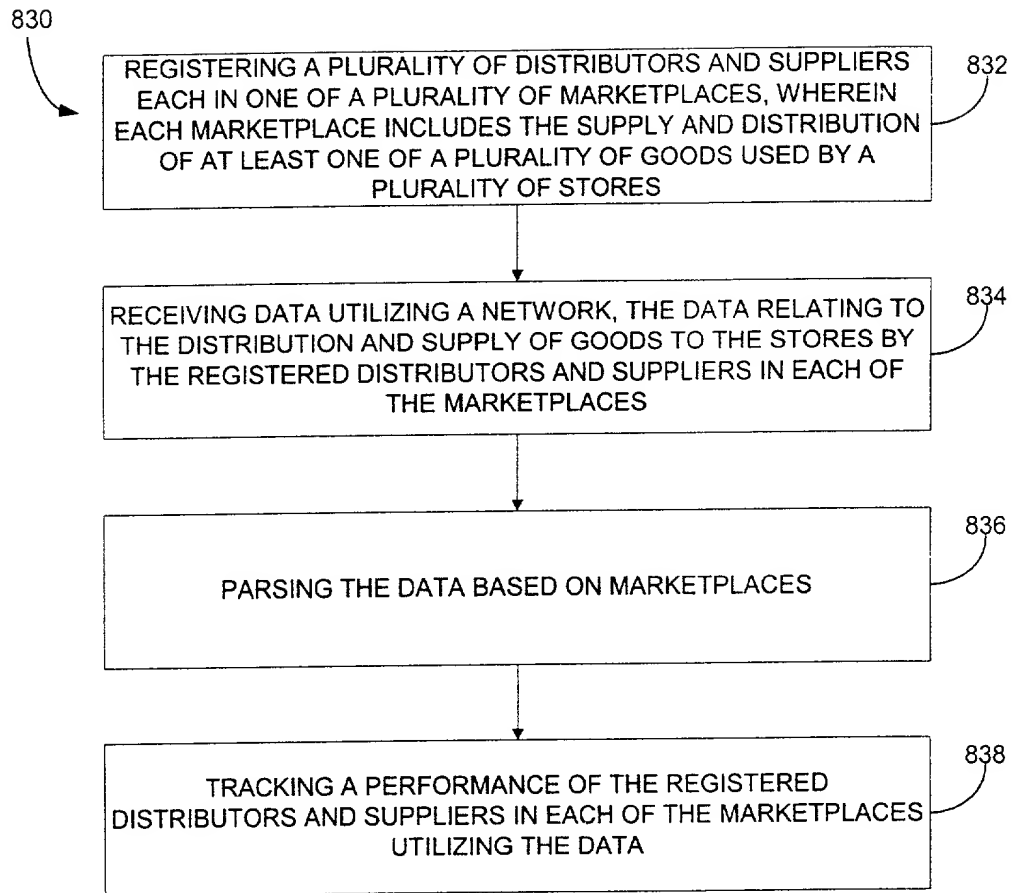 830
REGISTERING A PLURALITY OF DISTRIBUTORS AND SUPPLIERS
EACH IN ONE OF A PLURALITY OF MARKETPLACES, WHEREIN
EACH MARKETPLACE INCLUDES THE SUPPLY AND DISTRIBUTION
OF AT LEAST ONE OF A PLURALITY OF GOODS USED BY A
PLURALITY OF STORES
832
RECEIVING DATA UTILIZING A NETWORK, THE DATA RELATING TO
THE DISTRIBUTION AND SUPPLY OF GOODS TO THE STORES BY
THE REGISTERED DISTRIBUTORS AND SUPPLIERS IN EACH OF
THE MARKETPLACES
834
PARSING THE DATA BASED ON MARKETPLACES
836
TRACKING A PERFORMANCE OF THE REGISTERED
DISTRIBUTORS AND SUPPLIERS IN EACH OF THE MARKETPLACES
UTILIZING THE DATA
838